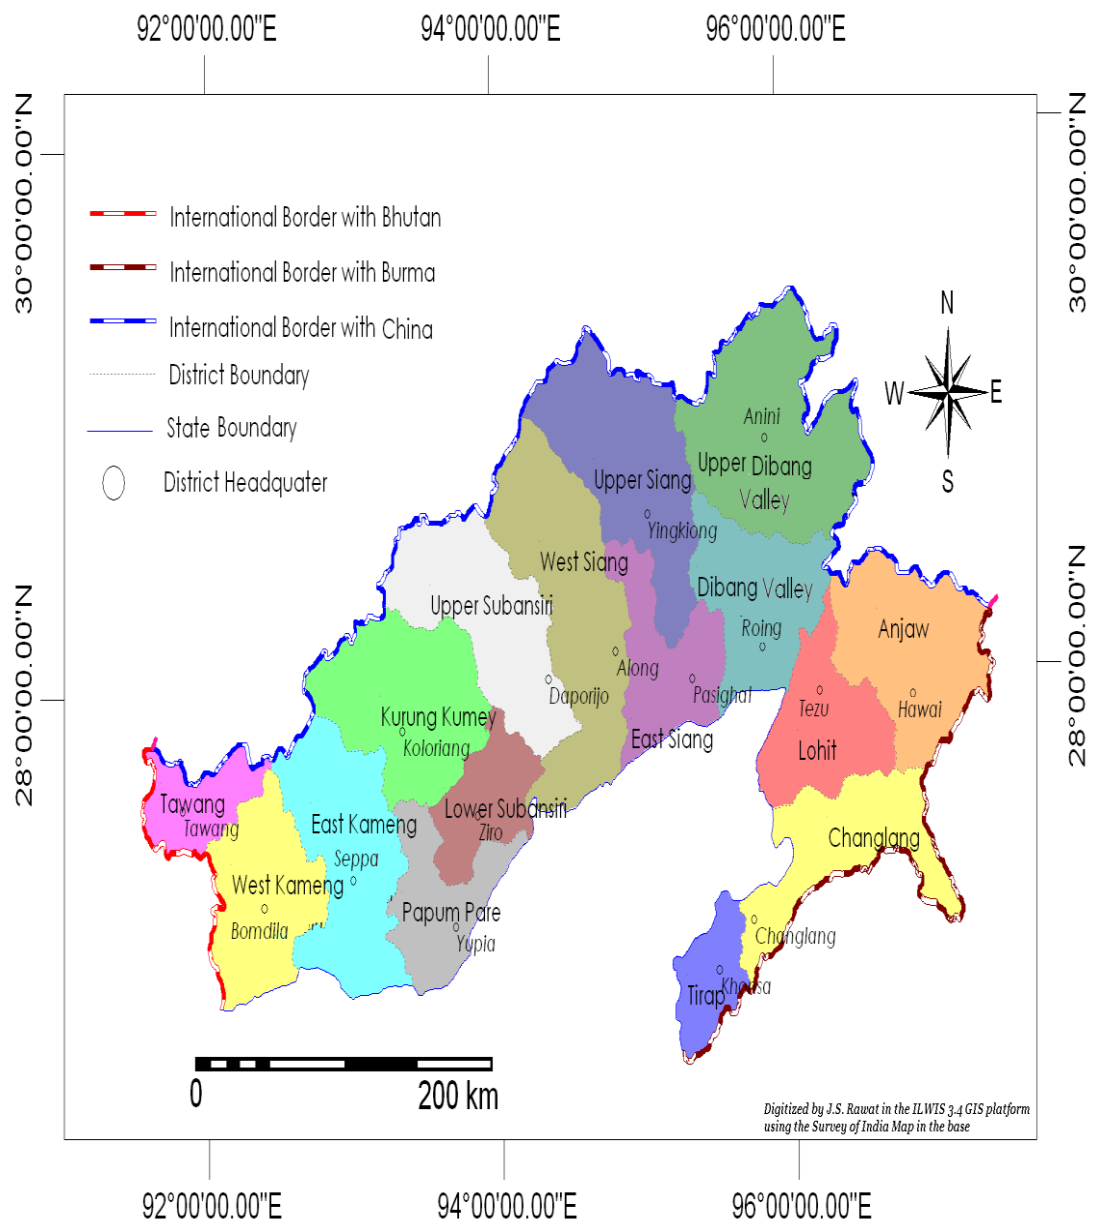 92°00'00.00"E
94°00'00.00"E
96°00'00.00"E
30°00'00.00"N
30°00'00.00"N
International Border with Bhutan
International Border with Burma
International Border with China
District Boundary
State Boundary
District Headquater
N
W
E
S
Anini
Upper Dibang
Valley
Upper Siang
Yingkiong
West Siang
Dibang Valley
Upper Subansiri
Roing
Anjaw
28°00'00.00"N
28°00'00.00"N
Along
Pasighat
Daporijo
Tezu
Hawai
Kurung Kumey
Koloriang
East Siang
Lohit
Tawang
Tawang
Lower Subansiri
Ziro
East Kameng
Seppa
Changlang
West Kameng
Bomdila
Papum Pare
Yupia
Changlang
Khonsa
Tirap
0
200 km
Digitized by J.S. Rawat in the ILWIS 3.4 GIS platform
using the Survey of India Map in the base
92°00'00.00"E
94°00'00.00"E
96°00'00.00"E